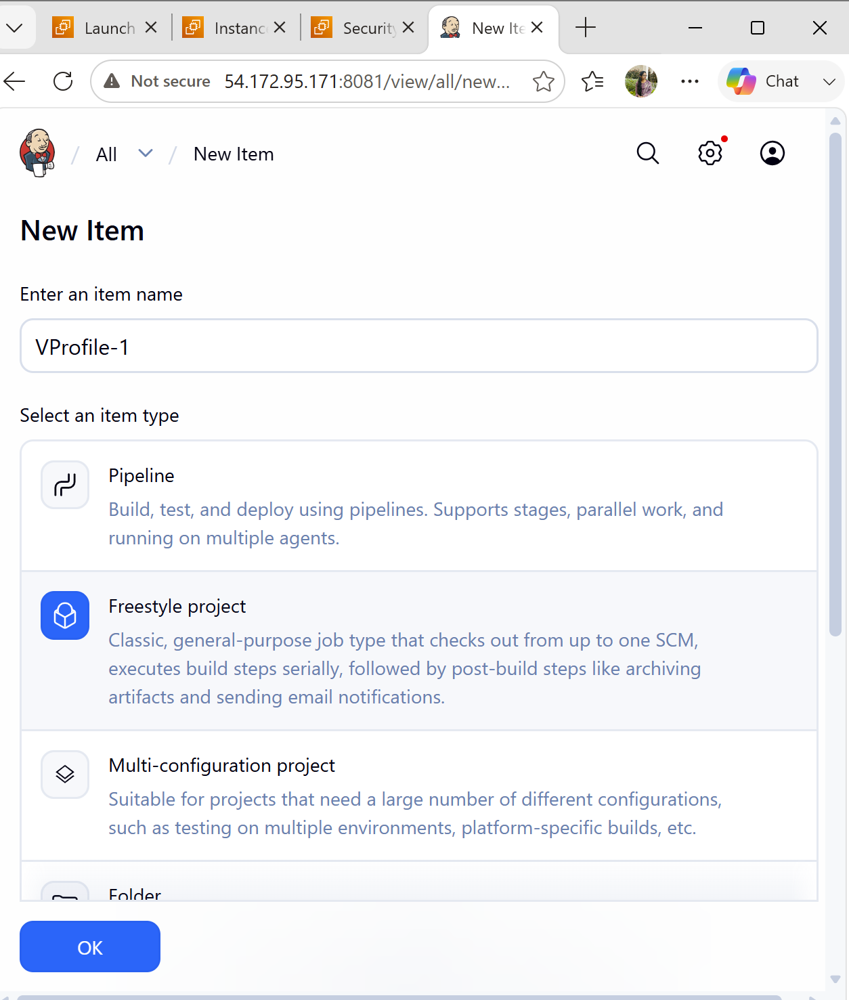 Launch
Instanc
Security
New Ite
Not secure 54.172.95.171:8081/view/all/new...
Chat
/ All / New Item
New Item
Enter an item name
VProfile-1
Select an item type
Pipeline
Build, test, and deploy using pipelines. Supports stages, parallel work, and
running on multiple agents.
Freestyle project
Classic, general-purpose job type that checks out from up to one SCM,
executes build steps serially, followed by post-build steps like archiving
artifacts and sending email notifications.
Multi-configuration project
Suitable for projects that need a large number of different configurations,
such as testing on multiple environments, platform-specific builds, etc.
Folder
OK